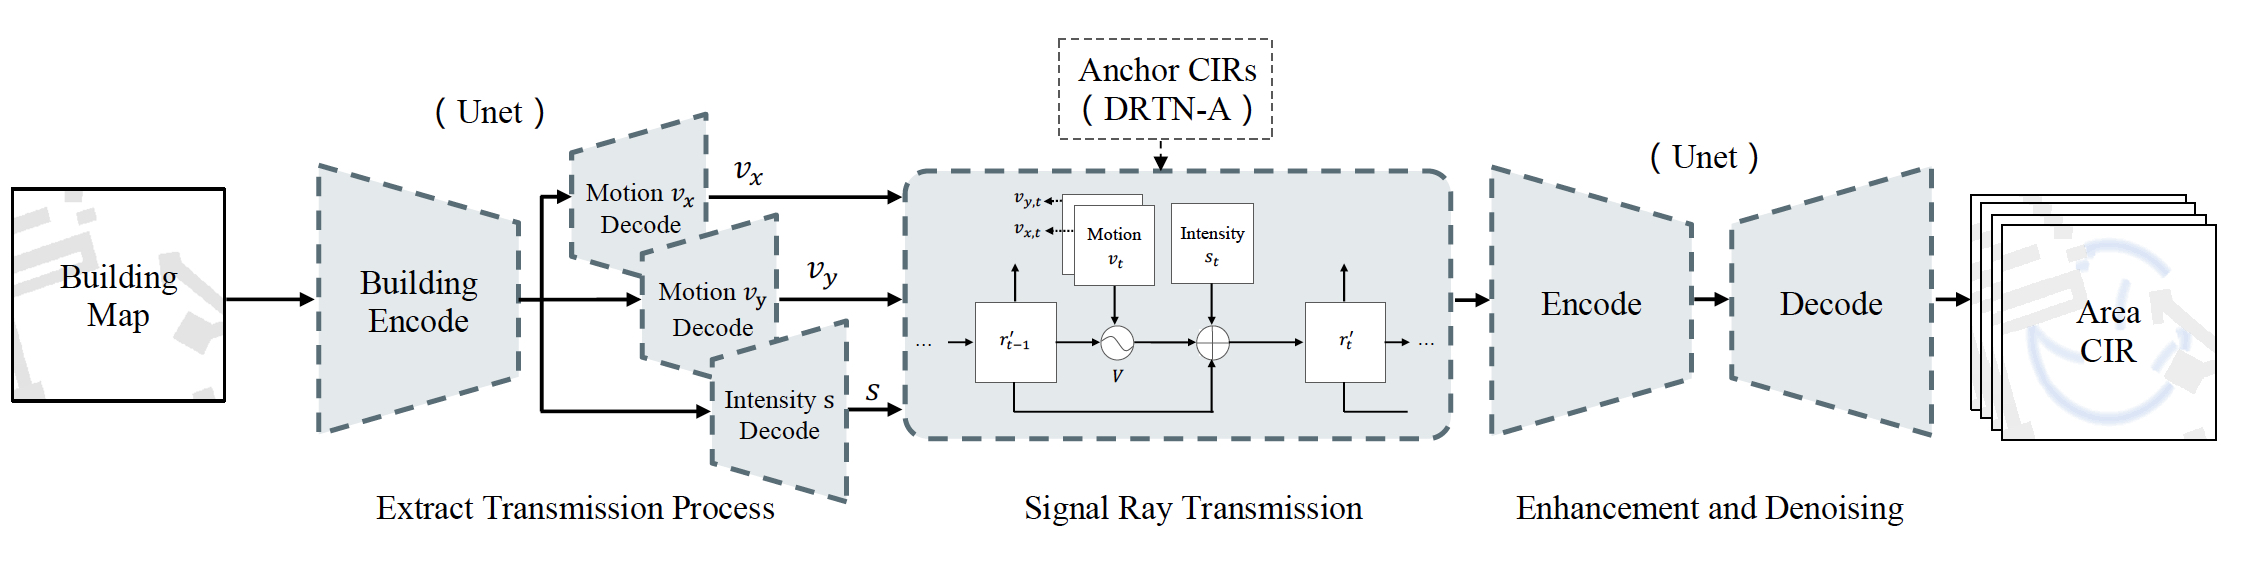 Building
Map
( Unet )
Building
Encode
Motion vₓ
Decode
vₓ
Motion v_y
Decode
v_y
Intensity s
Decode
s
Extract Transmission Process
Anchor CIRs
( DRTN-A )
v_{y,t}
v_{x,t}
Motion
v_t
Intensity
s_t
...
r'_{t-1}
V
r'_t
...
Signal Ray Transmission
( Unet )
Encode
Decode
Enhancement and Denoising
Area
CIR